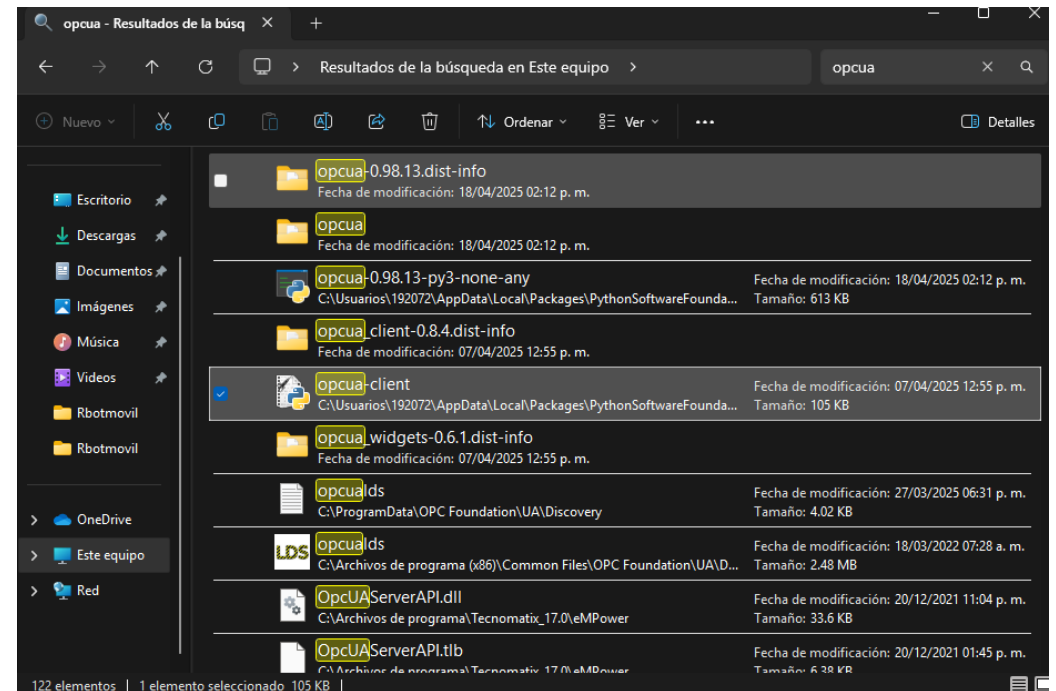 opcua - Resultados de la búsq
Resultados de la búsqueda en Este equipo
opcua
Nuevo
Ordenar
Ver
Detalles
Escritorio
Descargas
Documentos
Imágenes
Música
Videos
Rbotmovil
Rbotmovil
OneDrive
Este equipo
Red
opcua-0.98.13.dist-info
Fecha de modificación: 18/04/2025 02:12 p. m.
opcua
Fecha de modificación: 18/04/2025 02:12 p. m.
opcua-0.98.13-py3-none-any
Fecha de modificación: 18/04/2025 02:12 p. m.
C:\Usuarios\192072\AppData\Local\Packages\PythonSoftwareFounda...
Tamaño: 613 KB
opcua_client-0.8.4.dist-info
Fecha de modificación: 07/04/2025 12:55 p. m.
opcua-client
Fecha de modificación: 07/04/2025 12:55 p. m.
C:\Usuarios\192072\AppData\Local\Packages\PythonSoftwareFounda...
Tamaño: 105 KB
opcua_widgets-0.6.1.dist-info
Fecha de modificación: 07/04/2025 12:55 p. m.
opcualds
Fecha de modificación: 27/03/2025 06:31 p. m.
C:\ProgramData\OPC Foundation\UA\Discovery
Tamaño: 4.02 KB
LDS
opcualds
Fecha de modificación: 18/03/2022 07:28 a. m.
C:\Archivos de programa (x86)\Common Files\OPC Foundation\UA\D...
Tamaño: 2.48 MB
OpcUAServerAPI.dll
Fecha de modificación: 20/12/2021 11:04 p. m.
C:\Archivos de programa\Tecnomatix_17.0\eMPower
Tamaño: 33.6 KB
OpcUAServerAPI.tlb
Fecha de modificación: 20/12/2021 01:45 p. m.
C:\Archivos de programa\Tecnomatix_17.0\eMPower
Tamaño: 6.38 KB
122 elementos
1 elemento seleccionado 105 KB